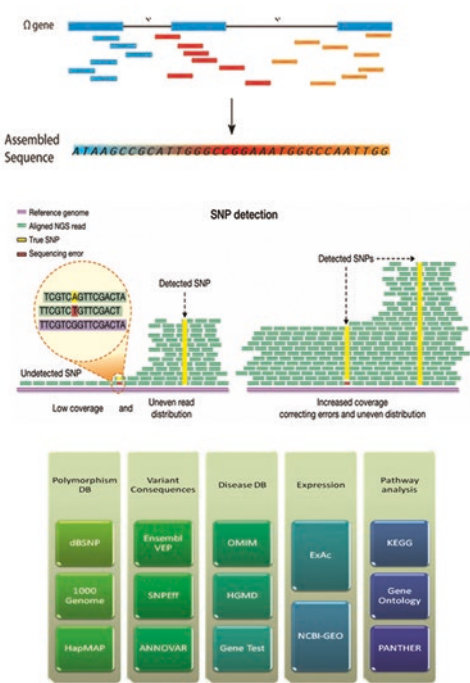 Ω gene
Assembled
Sequence
ATAAGCCGCATTGGGCCGGAAATGGGCCAATTGG
SNP detection
Reference genome
Aligned NGS read
True SNP
Sequencing error
TCGTCAGTTCGACTA
TTCGTCTGTTCGACT
TTCGTCGGTTCGACTA
Undetected SNP
Detected SNP
Detected SNPs
Low coverage and Uneven read
distribution
Increased coverage
correcting errors and uneven distribution
Polymorphism
DB
dbSNP
1000
Genome
HapMAP
Variant
Consequences
Ensembl
VEP
SNPEff
ANNOVAR
Disease DB
OMIM
HGMD
Gene Test
Expression
ExAc
NCBI-GEO
Pathway
analysis
KEGG
Gene
Ontology
PANTHER